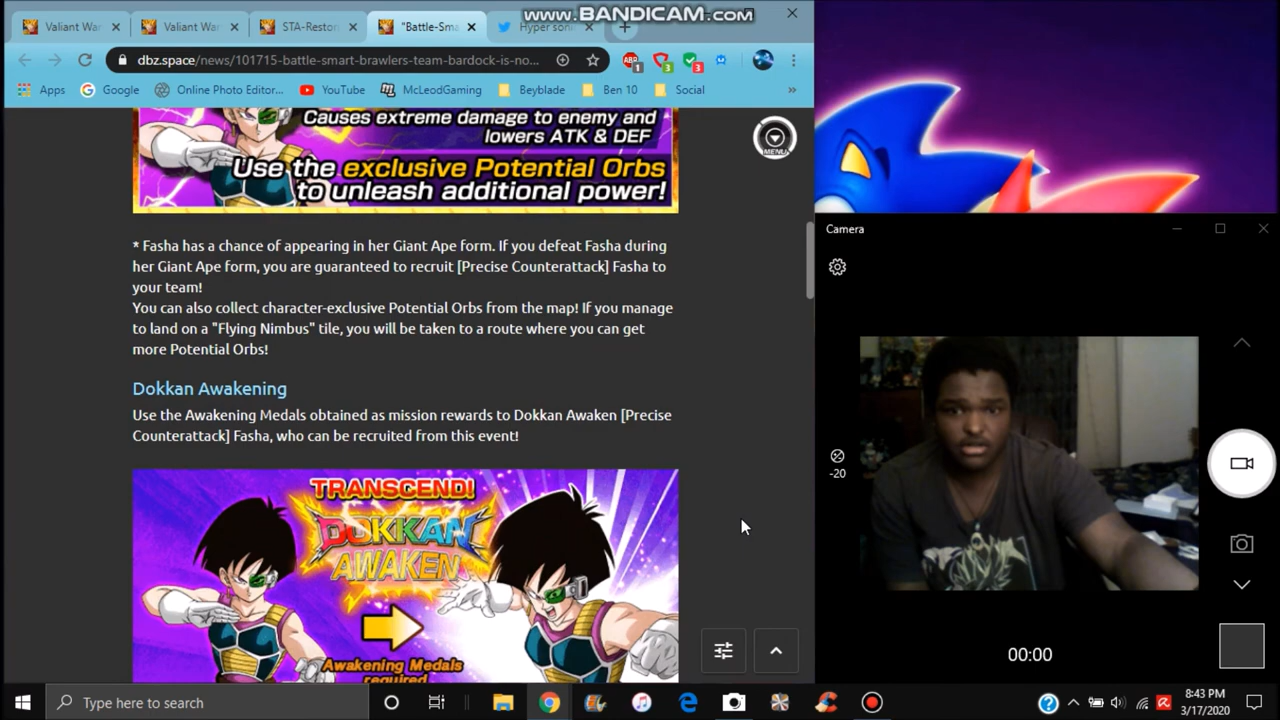 www.BANDICAM.com
Valiant War
Valiant War
STA-Restor
"Battle-Sma
Hyper soni
dbz.space/news/101715-battle-smart-brawlers-team-bardock-is-no...
ABP
1
3
3
Apps
Google
Online Photo Editor...
YouTube
McLeodGaming
Beyblade
Ben 10
Social
»
Causes extreme damage to enemy and
lowers ATK & DEF
Use the exclusive Potential Orbs
to unleash additional power!
MENU
* Fasha has a chance of appearing in her Giant Ape form. If you defeat Fasha during
her Giant Ape form, you are guaranteed to recruit [Precise Counterattack] Fasha to
your team!
You can also collect character-exclusive Potential Orbs from the map! If you manage
to land on a "Flying Nimbus" tile, you will be taken to a route where you can get
more Potential Orbs!
Dokkan Awakening
Use the Awakening Medals obtained as mission rewards to Dokkan Awaken [Precise
Counterattack] Fasha, who can be recruited from this event!
TRANSCEND!
DOKKAN
AWAKEN
Awakening Medals
required
Camera
-20
00:00
Type here to search
8:43 PM
3/17/2020